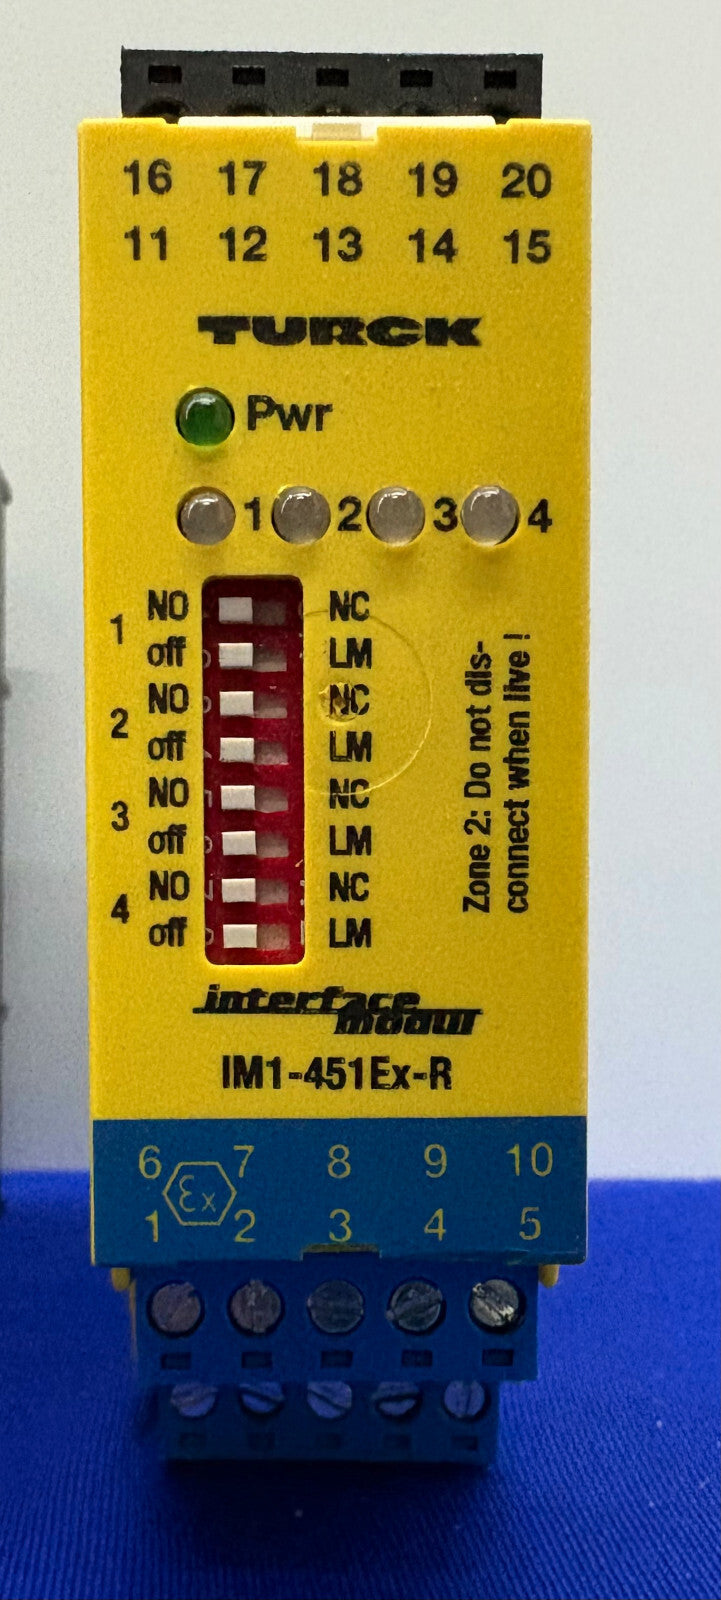 16 17 18 19 20
11 12 13 14 15
TURCK
Pwr
1 2 3 4
1 NO NC
off LM
2 NO NC
off LM
3 NO NC
off LM
4 NO NC
off LM
Zone 2: Do not dis-
connect when live !
interface
modul
IM1-451Ex-R
6 7 8 9 10
Ex
1 2 3 4 5